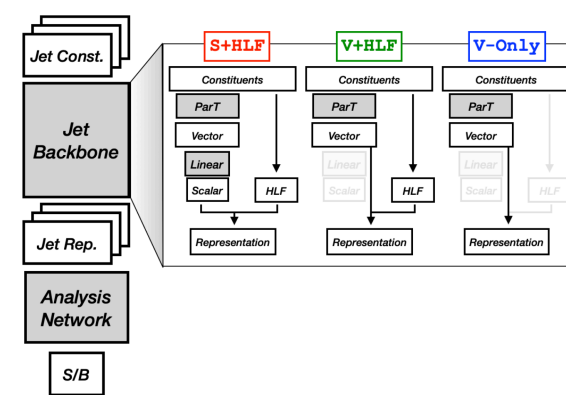 Jet Const.
Jet
Backbone
Jet Rep.
Analysis
Network
S/B
S+HLF
V+HLF
V-Only
Constituents
ParT
Vector
Linear
Scalar
HLF
Representation
Constituents
ParT
Vector
Linear
Scalar
HLF
Representation
Constituents
ParT
Vector
Linear
Scalar
HLF
Representation